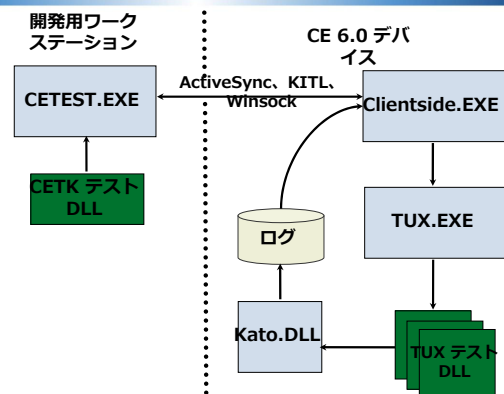 開発用ワーク
ステーション
CE 6.0 デバ
イス
ActiveSync、KITL、
Winsock
CETEST.EXE
Clientside.EXE
CETK テスト
DLL
TUX.EXE
ログ
Kato.DLL
TUX テスト
DLL